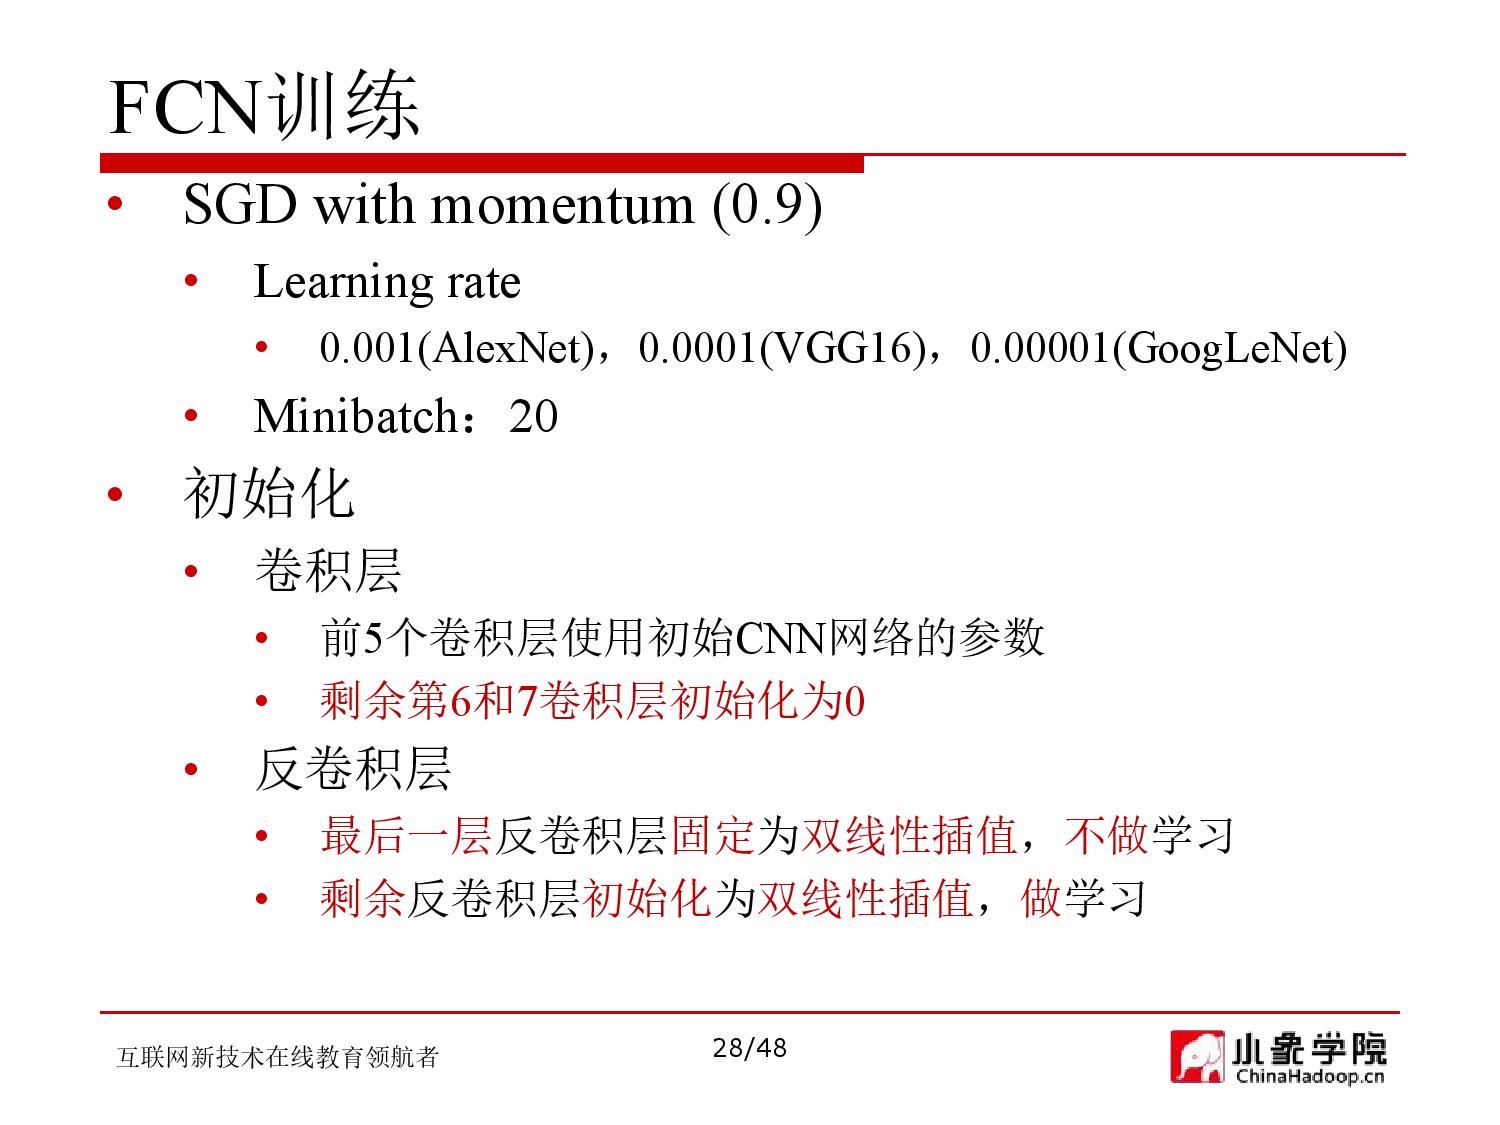 FCN训练
• SGD with momentum (0.9)
• Learning rate
• 0.001(AlexNet)，0.0001(VGG16)，0.00001(GoogLeNet)
• Minibatch：20
• 初始化
• 卷积层
• 前5个卷积层使用初始CNN网络的参数
• 剩余第6和7卷积层初始化为0
• 反卷积层
• 最后一层反卷积层固定为双线性插值，不做学习
• 剩余反卷积层初始化为双线性插值，做学习
互联网新技术在线教育领航者
28/48
小象学院
ChinaHadoop.cn